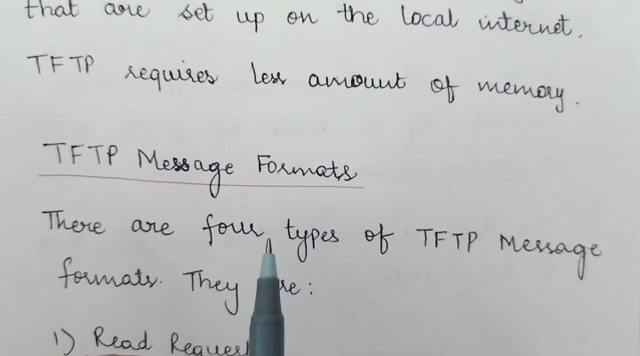 that are set up on the local internet.
TFTP requires less amount of memory.
TFTP Message Formats
There are four types of TFTP Message
formats. They
1) Read Request